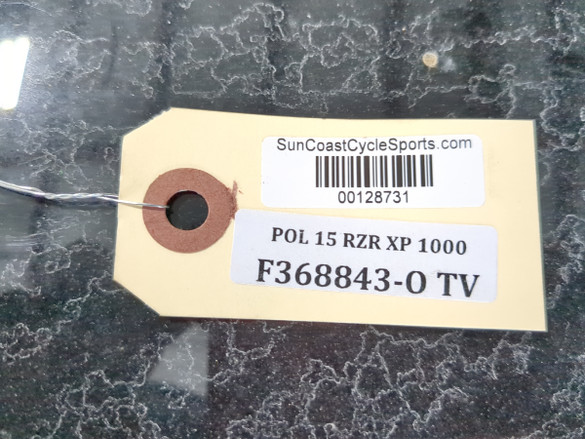 SunCoastCycleSports.com
00128731
POL 15 RZR XP 1000
F368843-O TV